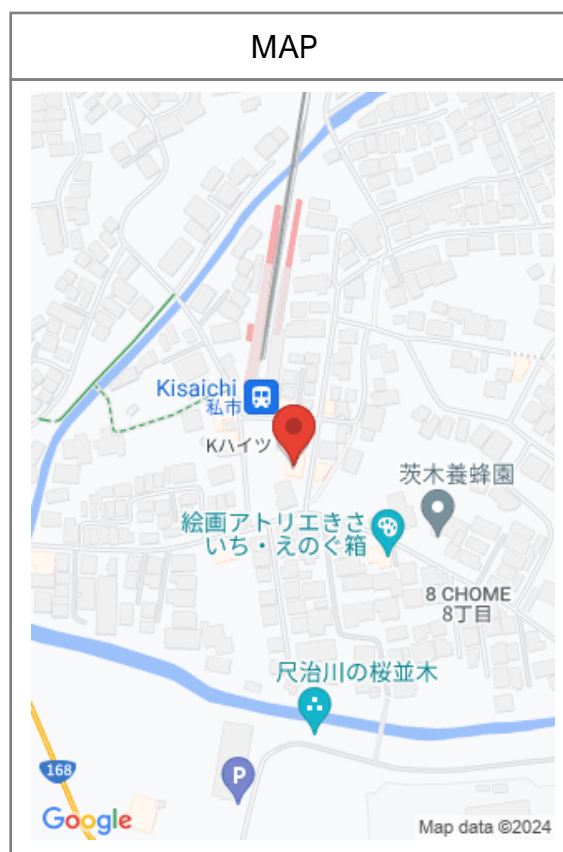 MAP
Kisaichi
私市
Kハイツ
茨木養蜂園
絵画アトリエきさ
いち・えのぐ箱
8 CHOME
8丁目
尺治川の桜並木
168
P
Google
Map data ©2024